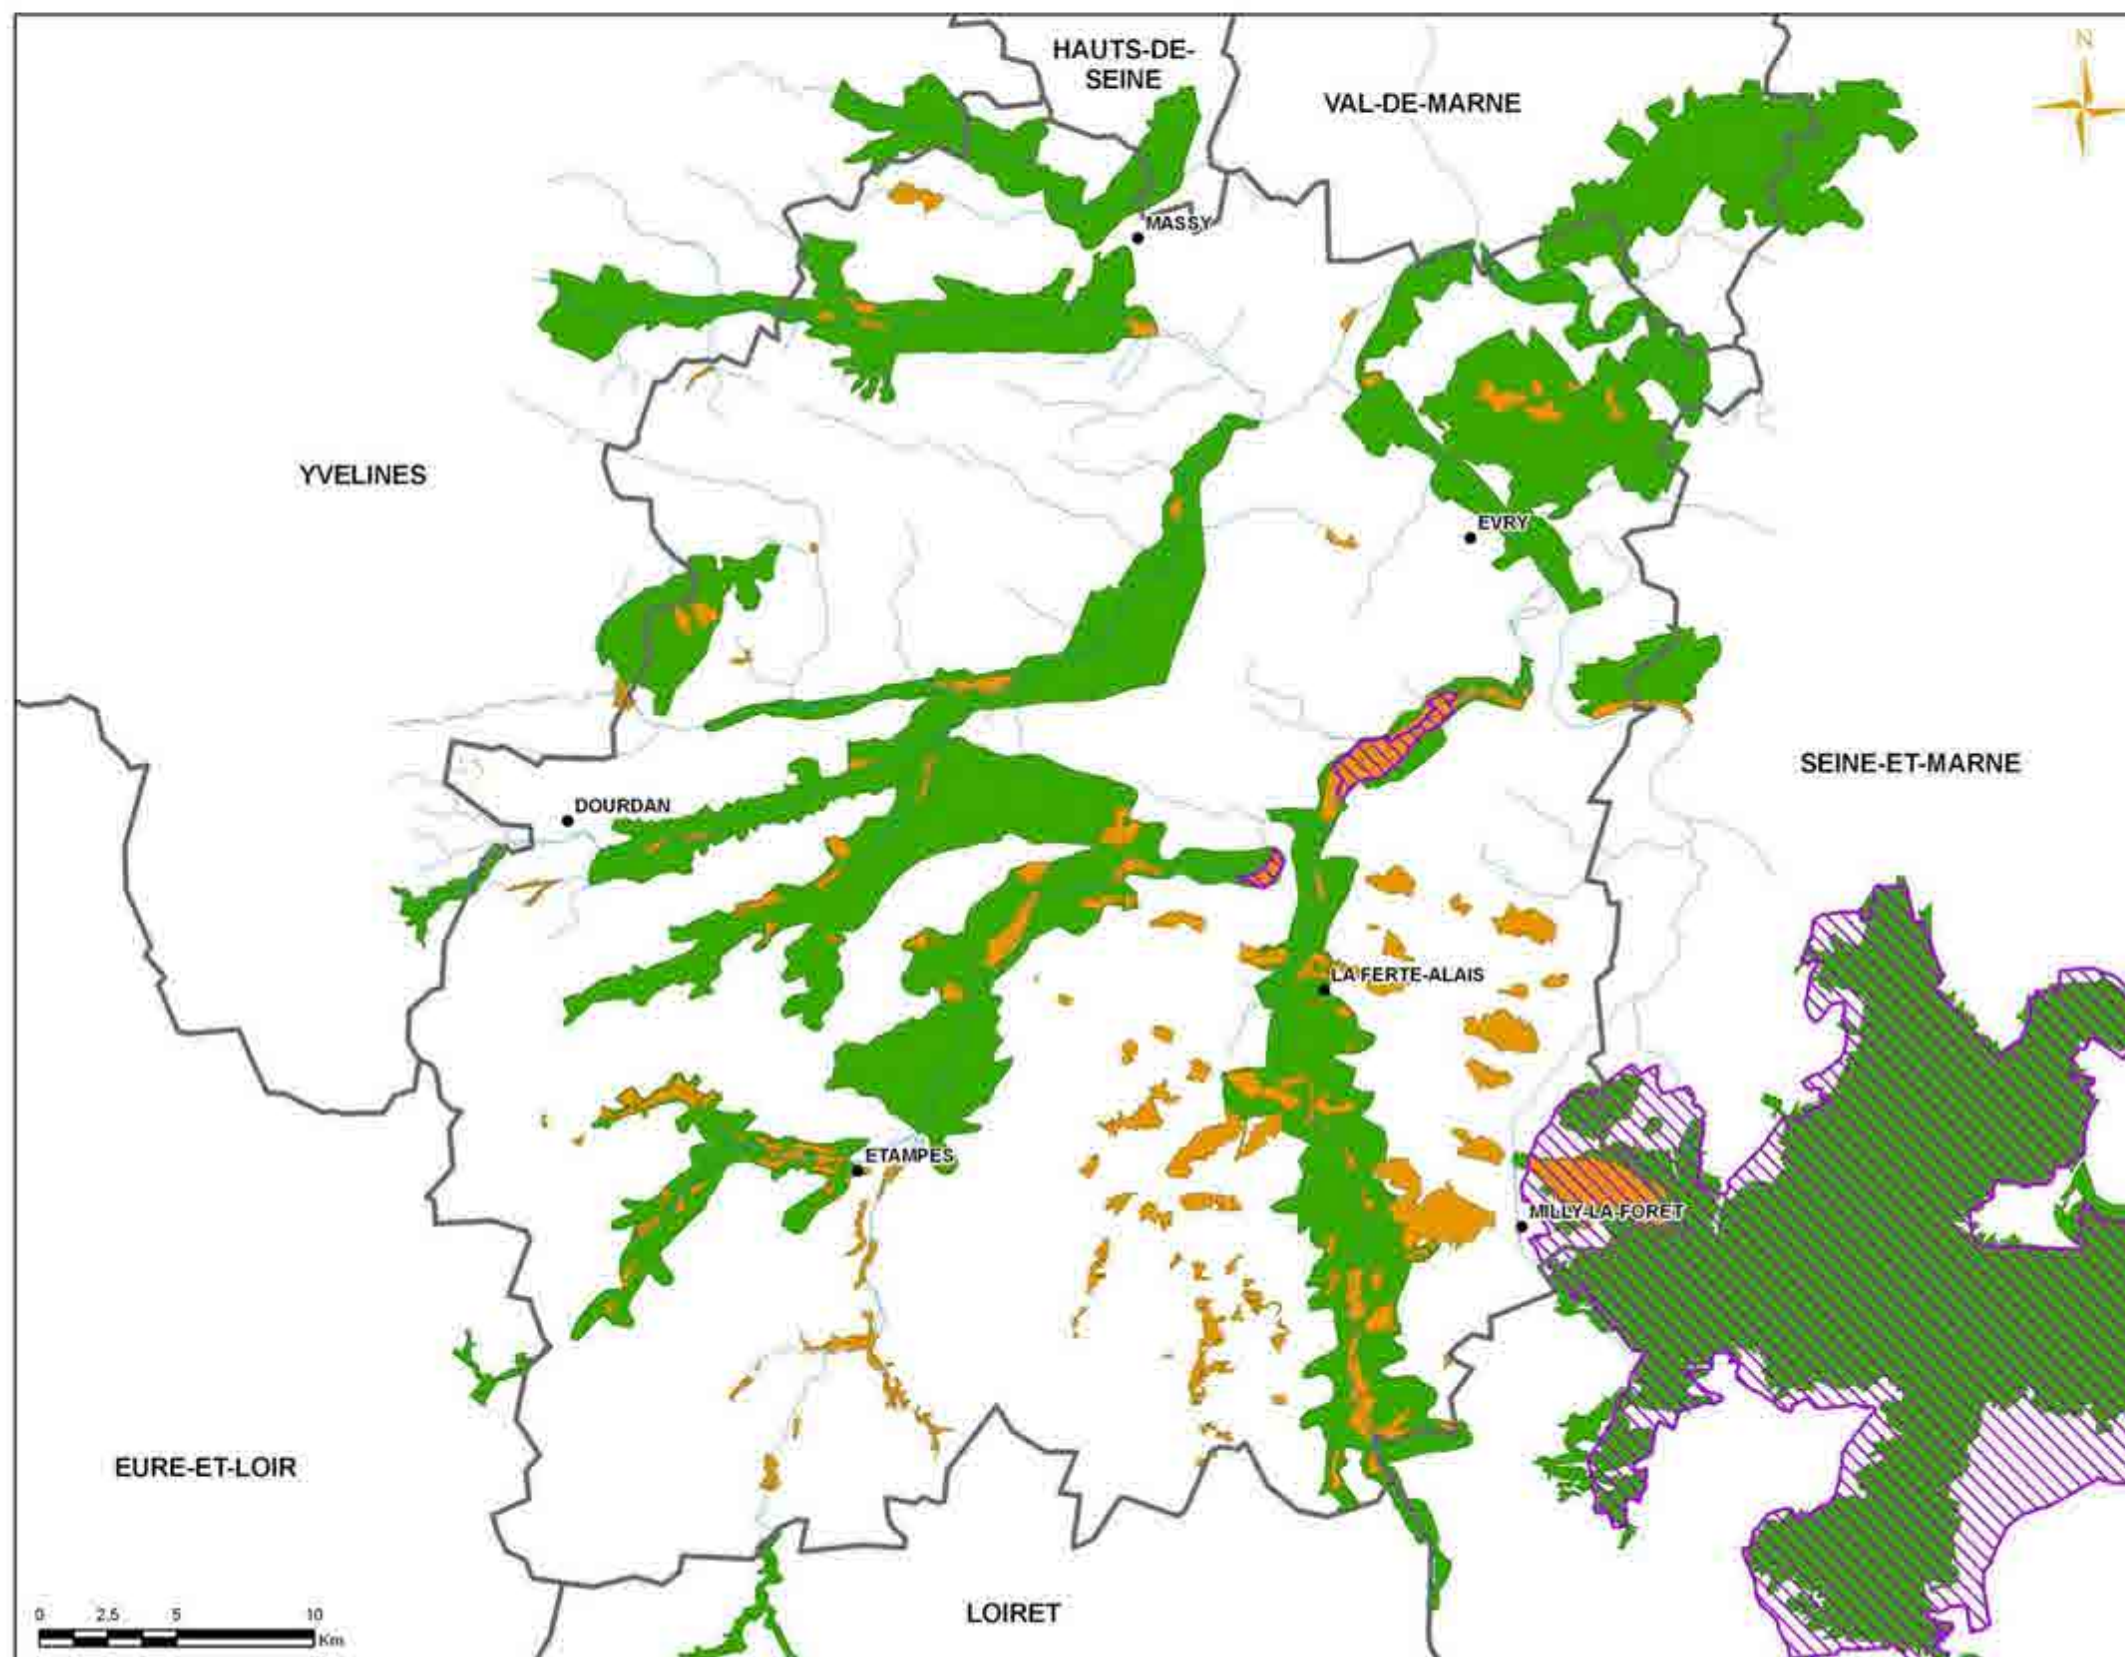 HAUTS-DE-
SEINE
N
VAL-DE-MARNE
MASSY
YVELINES
EVRY
SEINE-ET-MARNE
DOURDAN
LA FERTE-ALAIS
ETAMPES
MILLY-LA-FORET
EURE-ET-LOIR
LOIRET
0 2.5 5 10
Km